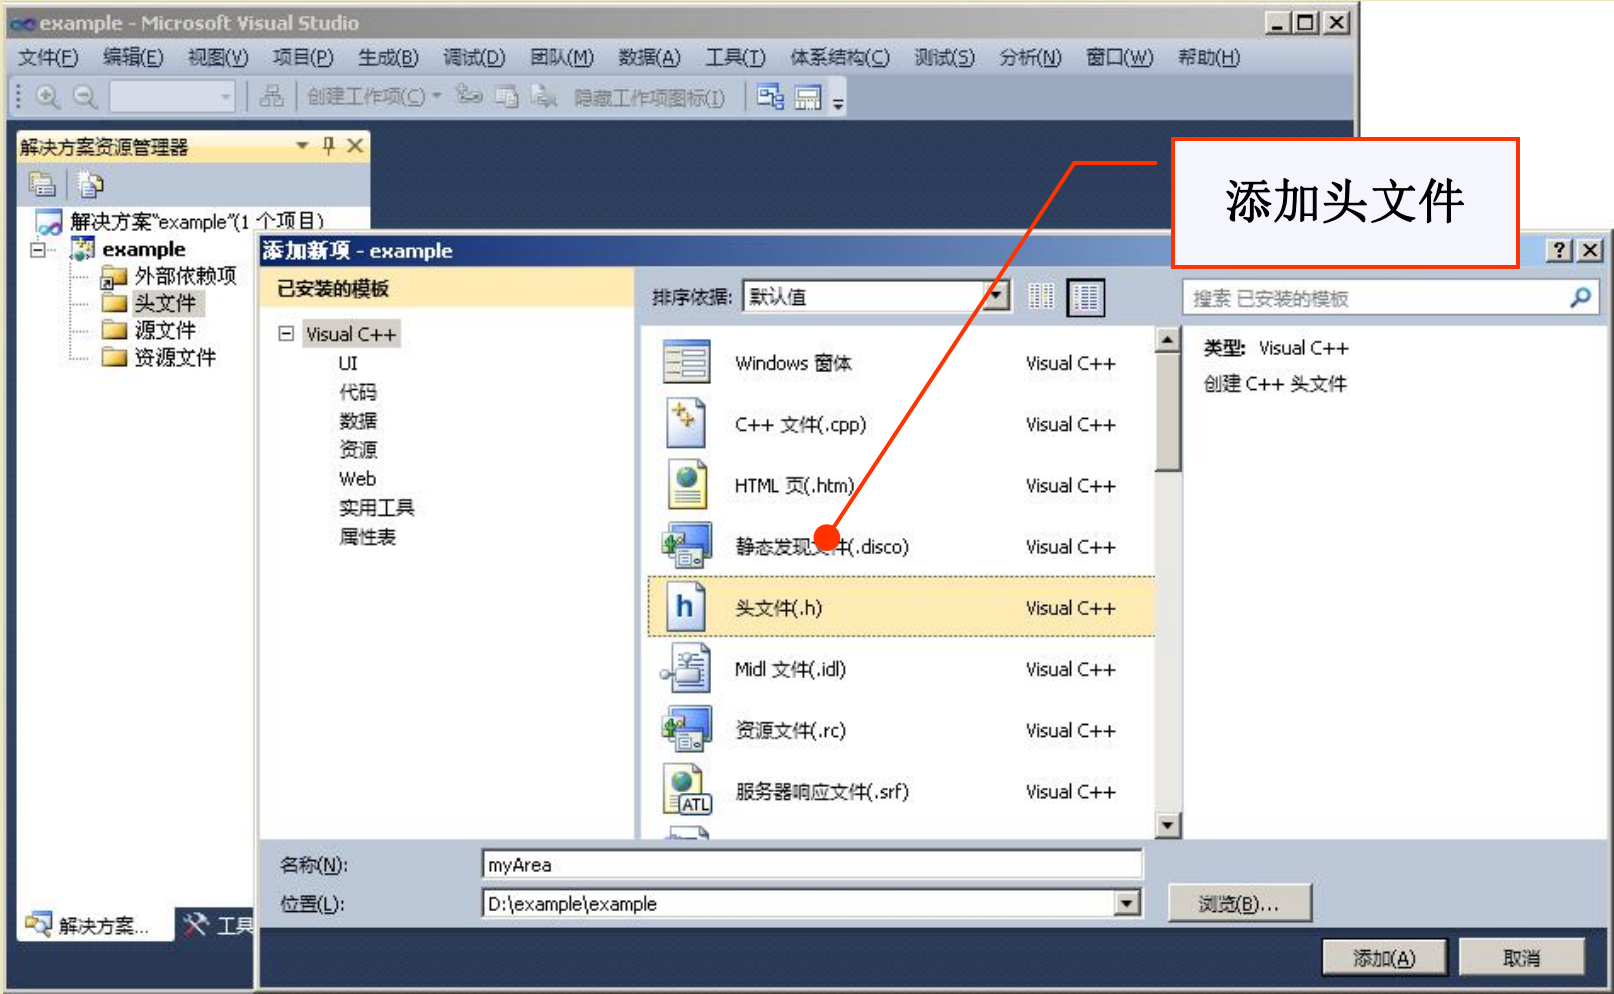 example - Microsoft Visual Studio
文件(F) 编辑(E) 视图(V) 项目(P) 生成(B) 调试(D) 团队(M) 数据(A) 工具(T) 体系结构(C) 测试(S) 分析(N) 窗口(W) 帮助(H)
创建工作项(C) 隐藏工作项图标(I)
解决方案资源管理器
添加头文件
解决方案"example"(1 个项目)
example
外部依赖项
头文件
源文件
资源文件
添加新项 - example
已安装的模板
排序依据: 默认值
搜索 已安装的模板
Visual C++
UI
代码
数据
资源
Web
实用工具
属性表
Windows 窗体 Visual C++
C++ 文件(.cpp) Visual C++
HTML 页(.htm) Visual C++
静态发现文件(.disco) Visual C++
头文件(.h) Visual C++
Midl 文件(.idl) Visual C++
资源文件(.rc) Visual C++
服务器响应文件(.srf) Visual C++
类型: Visual C++
创建 C++ 头文件
名称(N): myArea
位置(L): D:\example\example
浏览(B)...
添加(A) 取消
解决方案... 工具